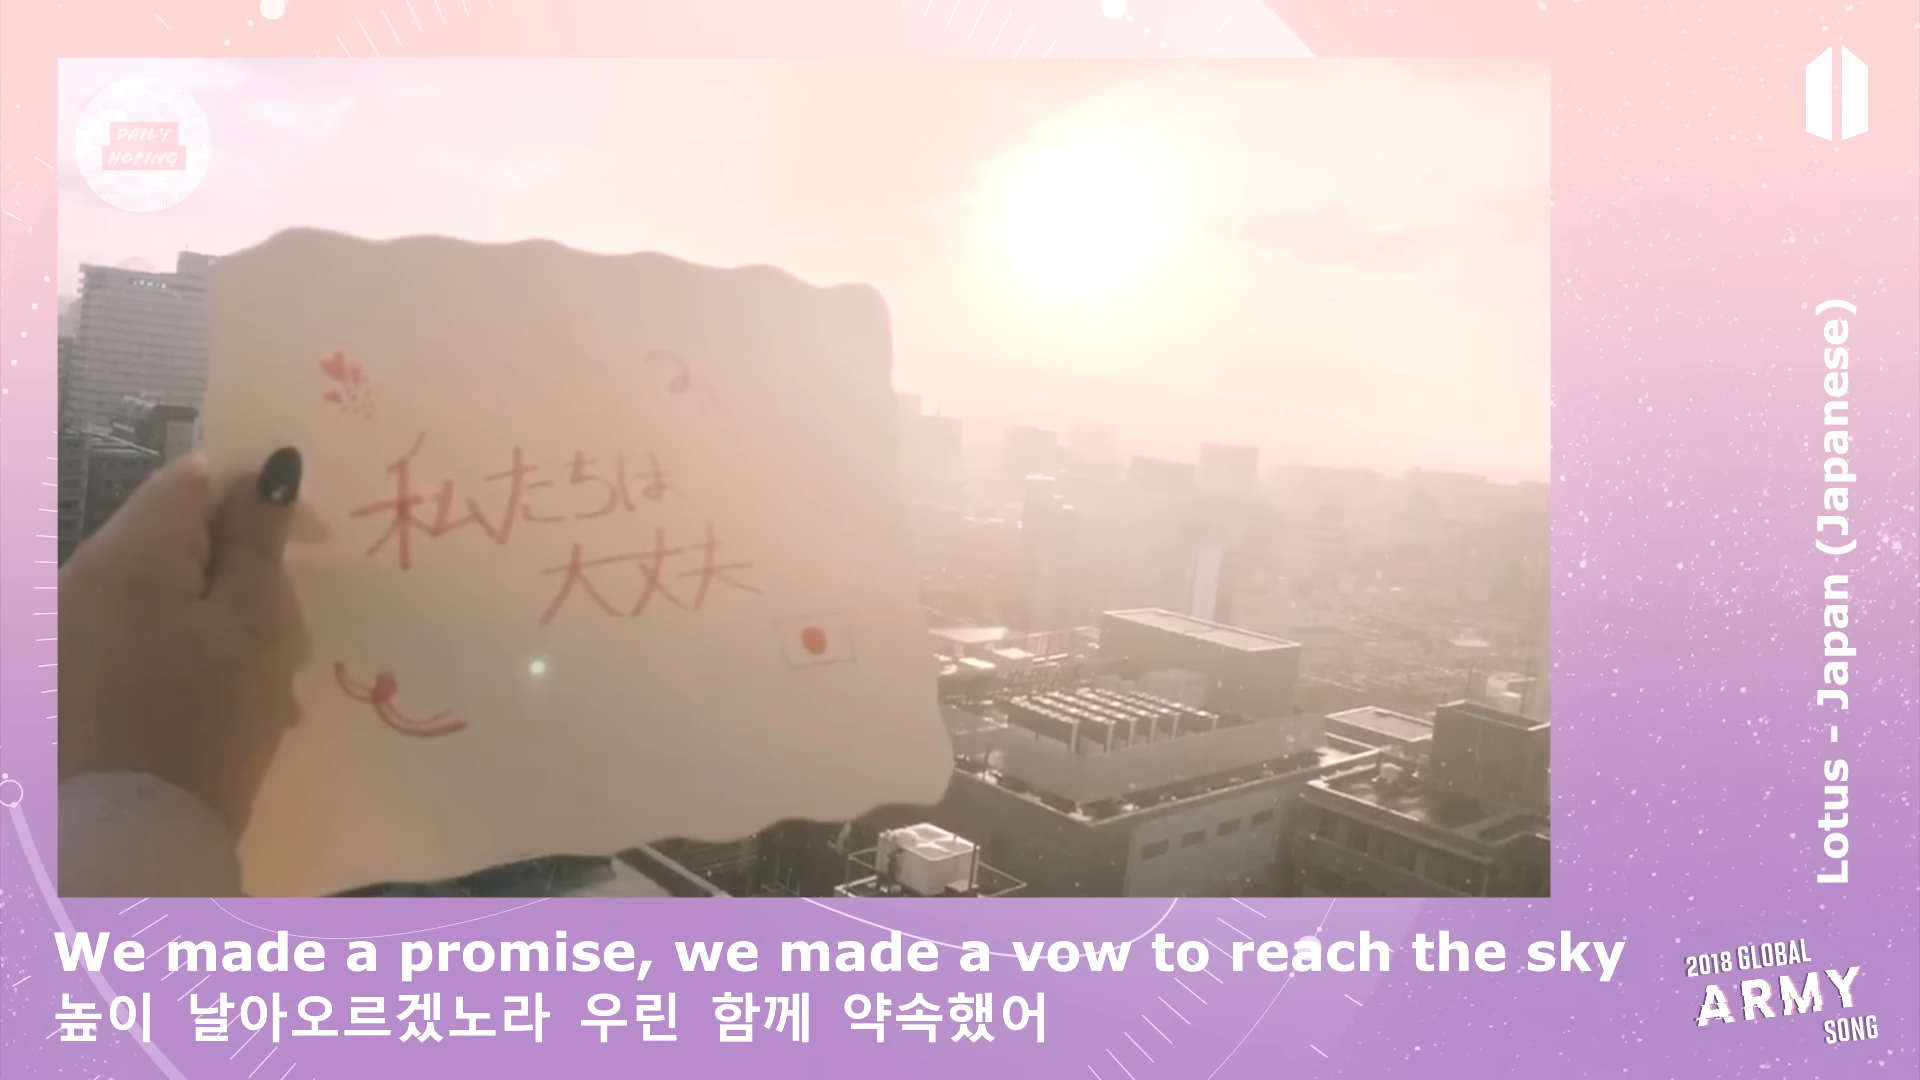 DAILY
HOPING
私たちは
大丈夫
Lotus - Japan (Japanese)
We made a promise, we made a vow to reach the sky
높이 날아오르겠노라 우린 함께 약속했어
2018 GLOBAL
ARMY
SONG